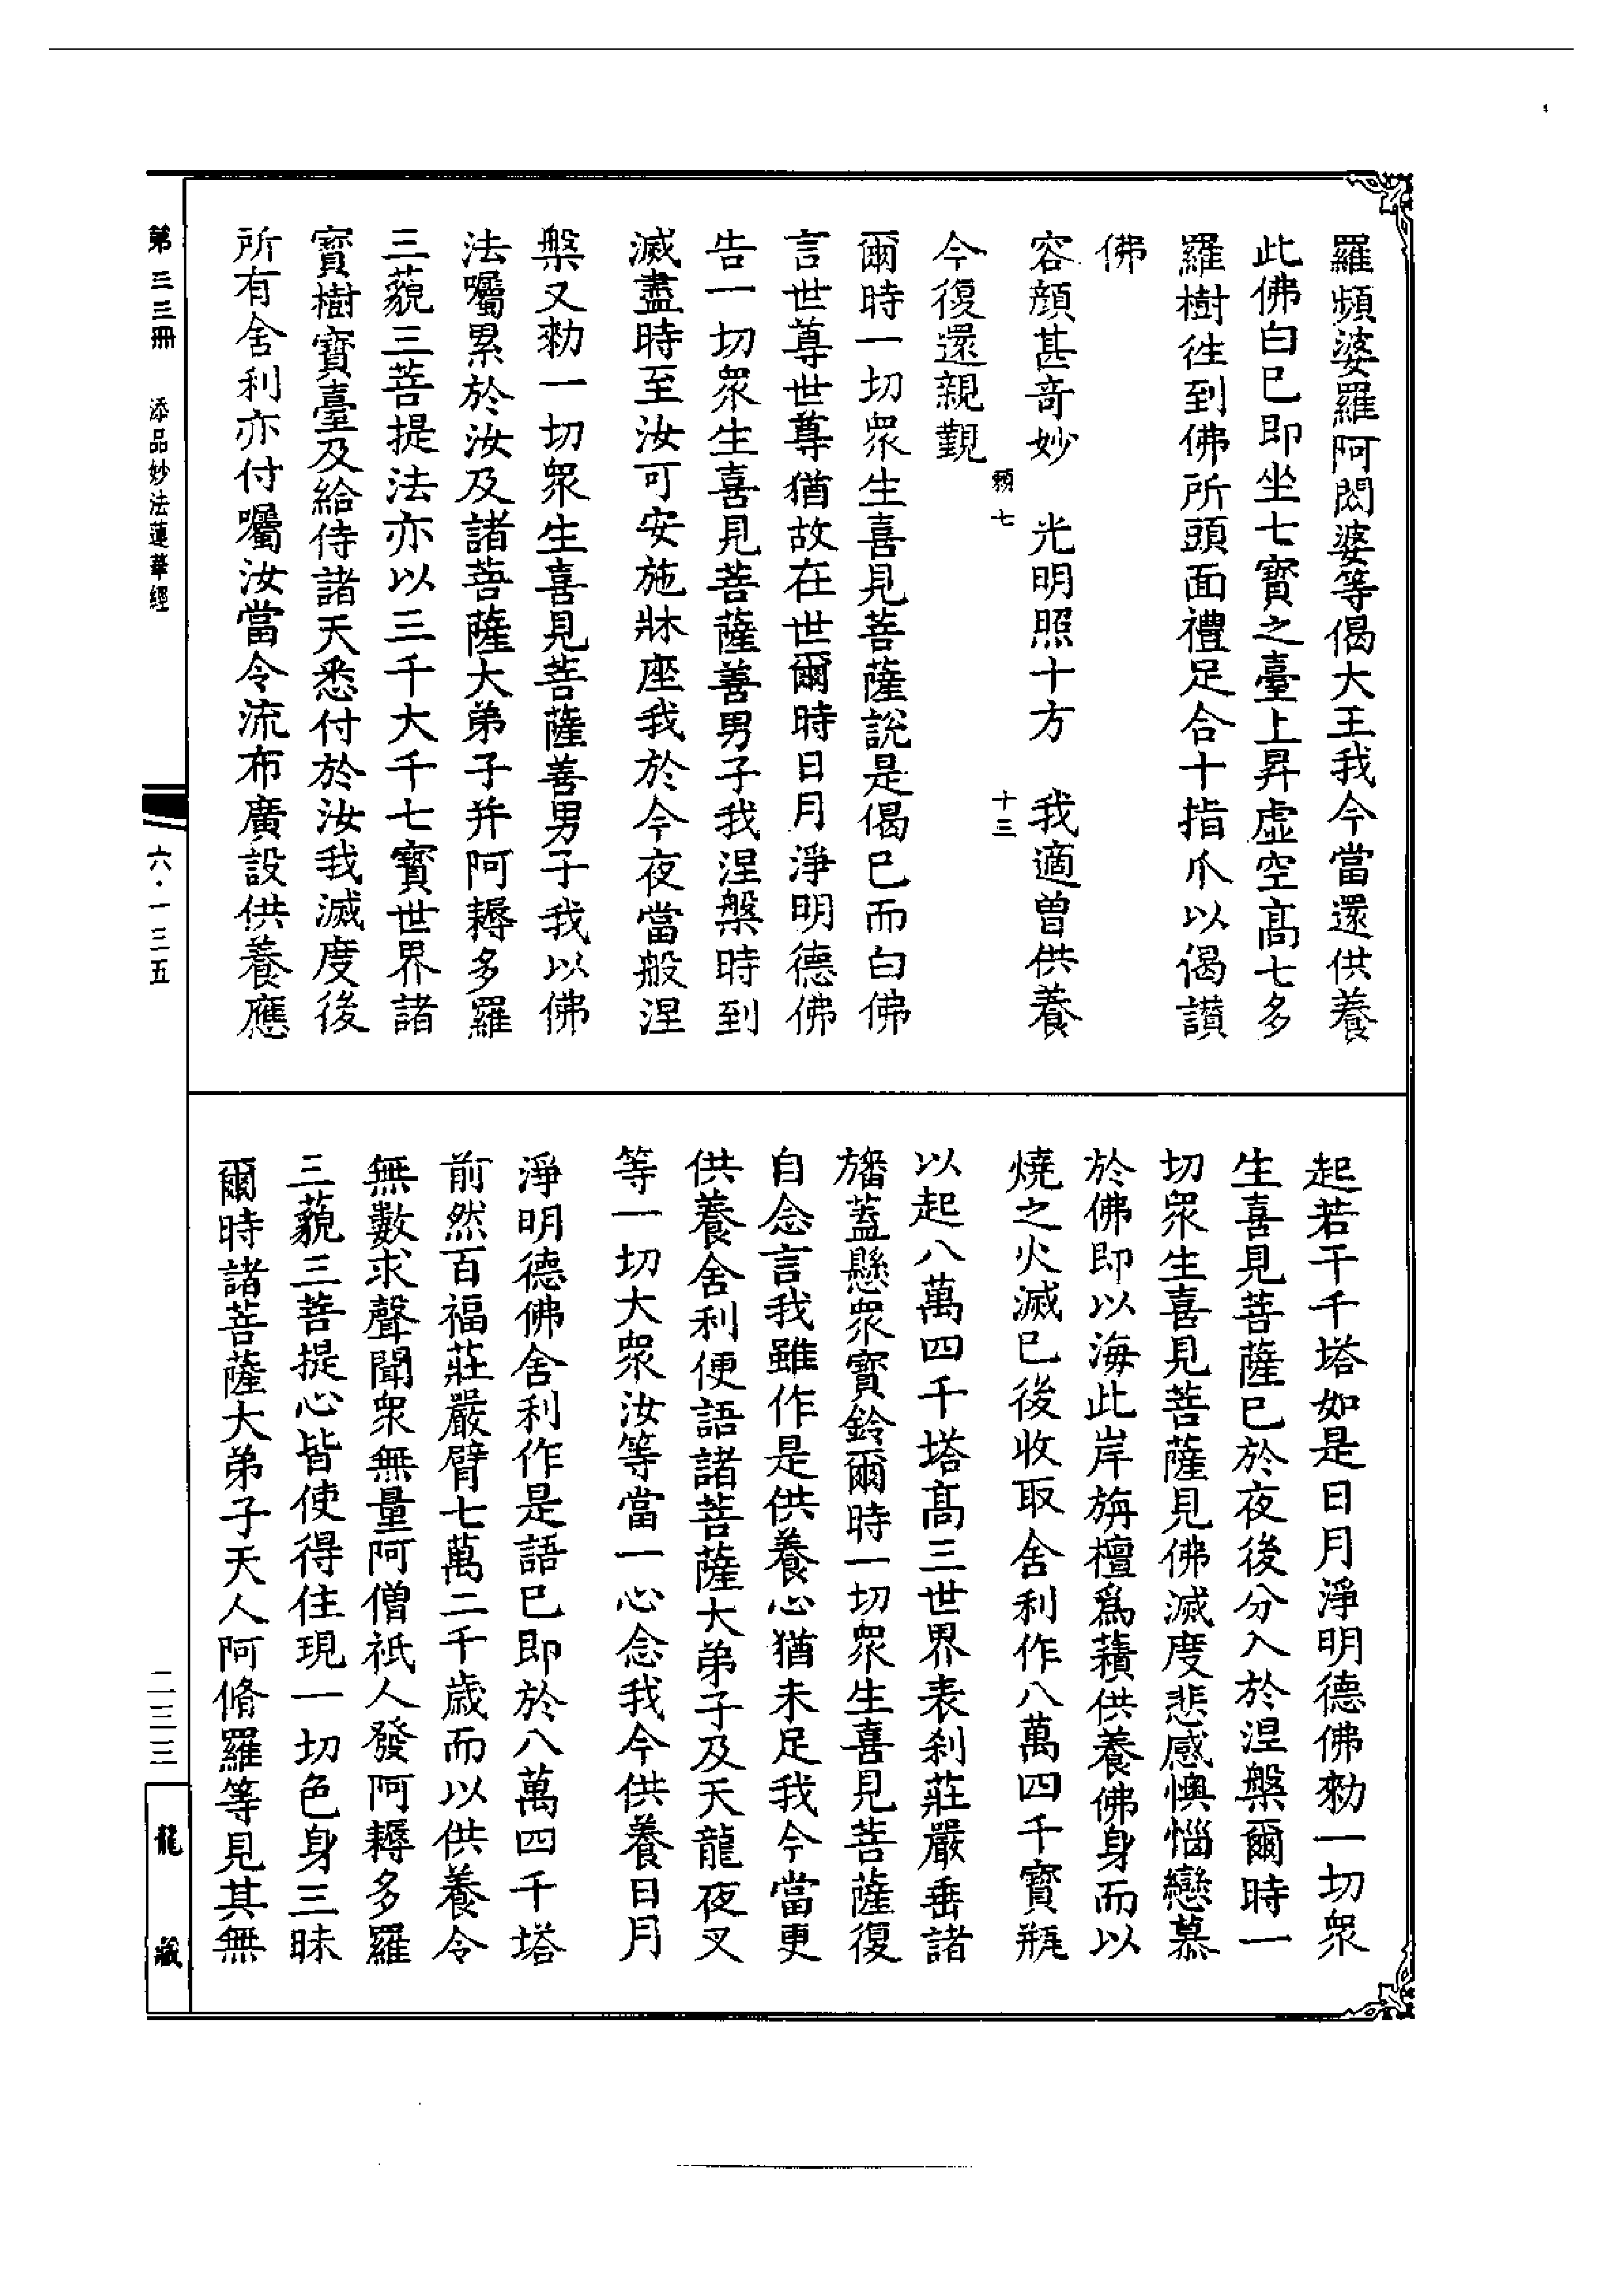 羅頻婆羅阿閦婆等偈大王我今當還供養
此佛白已即坐七寶之臺上昇虛空高七多
羅樹徃到佛所頭面禮足合十指爪以偈讃
佛
容顔甚奇妙　光明照十方　我適曽供養
今復還親覲
頼七　十三
爾時一切衆生喜見菩薩說是偈已而白佛
言世尊世尊猶故在世爾時日月淨明德佛
告一切衆生喜見菩薩善男子我涅槃時到
滅盡時至汝可安施牀座我於今夜當般涅
槃又勑一切衆生喜見菩薩善男子我以佛
法囑累於汝及諸菩薩大弟子并阿耨多羅
三藐三菩提法亦以三千大千七寶世界諸
寶樹寶臺及給侍諸天悉付於汝我滅度後
所有舍利亦付囑汝當令流布廣設供養應
起若干千塔如是日月淨明德佛勑一切衆
生喜見菩薩已於夜後分入於涅槃爾時一
切衆生喜見菩薩見佛滅度悲感懊惱戀慕
於佛即以海此岸旃檀爲䕸供養佛身而以
燒之火滅已後收取舍利作八萬四千寶瓶
以起八萬四千塔高三世界表刹莊嚴垂諸
旛蓋懸衆寶鈴爾時一切衆生喜見菩薩復
自念言我雖作是供養心猶未足我今當更
供養舍利便語諸菩薩大弟子及天龍夜叉
等一切大衆汝等當一心念我今供養日月
淨明德佛舍利作是語已即於八萬四千塔
前然百福莊嚴臂七萬二千歲而以供養令
無數求聲聞衆無量阿僧祇人發阿耨多羅
三藐三菩提心皆使得住現一切色身三昧
爾時諸菩薩大弟子天人阿脩羅等見其無
第三三冊　添品妙法蓮華經　六·一三五　二三三　龍藏